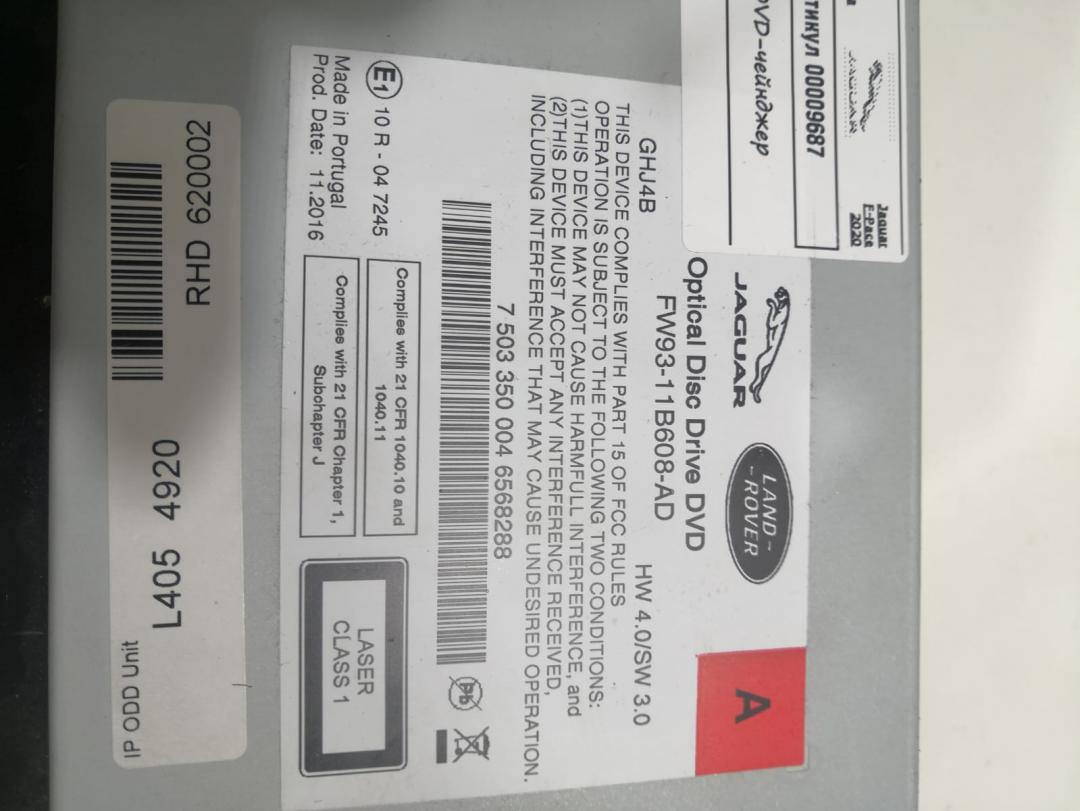 Jaguar
F-Pace
2020
тикул 00009687
DVD-чейнджер
JAGUAR
LAND-
-ROVER
A
Optical Disc Drive DVD
FW93-11B608-AD
GHJ4B
HW 4.0/SW 3.0
THIS DEVICE COMPLIES WITH PART 15 OF FCC RULES
OPERATION IS SUBJECT TO THE FOLLOWING TWO CONDITIONS:
(1)THIS DEVICE MAY NOT CAUSE HARMFULL INTERFERENCE, and
(2)THIS DEVICE MUST ACCEPT ANY INTERFERENCE RECEIVED,
INCLUDING INTERFERENCE THAT MAY CAUSE UNDESIRED OPERATION.
7 503 350 004 6568288
Pb
E1 10 R - 04 7245
Made in Portugal
Prod. Date: 11.2016
Complies with 21 CFR 1040.10 and
1040.11
Complies with 21 CFR Chapter 1,
Subchapter J
LASER
CLASS 1
RHD 620002
L405 4920
IP ODD Unit